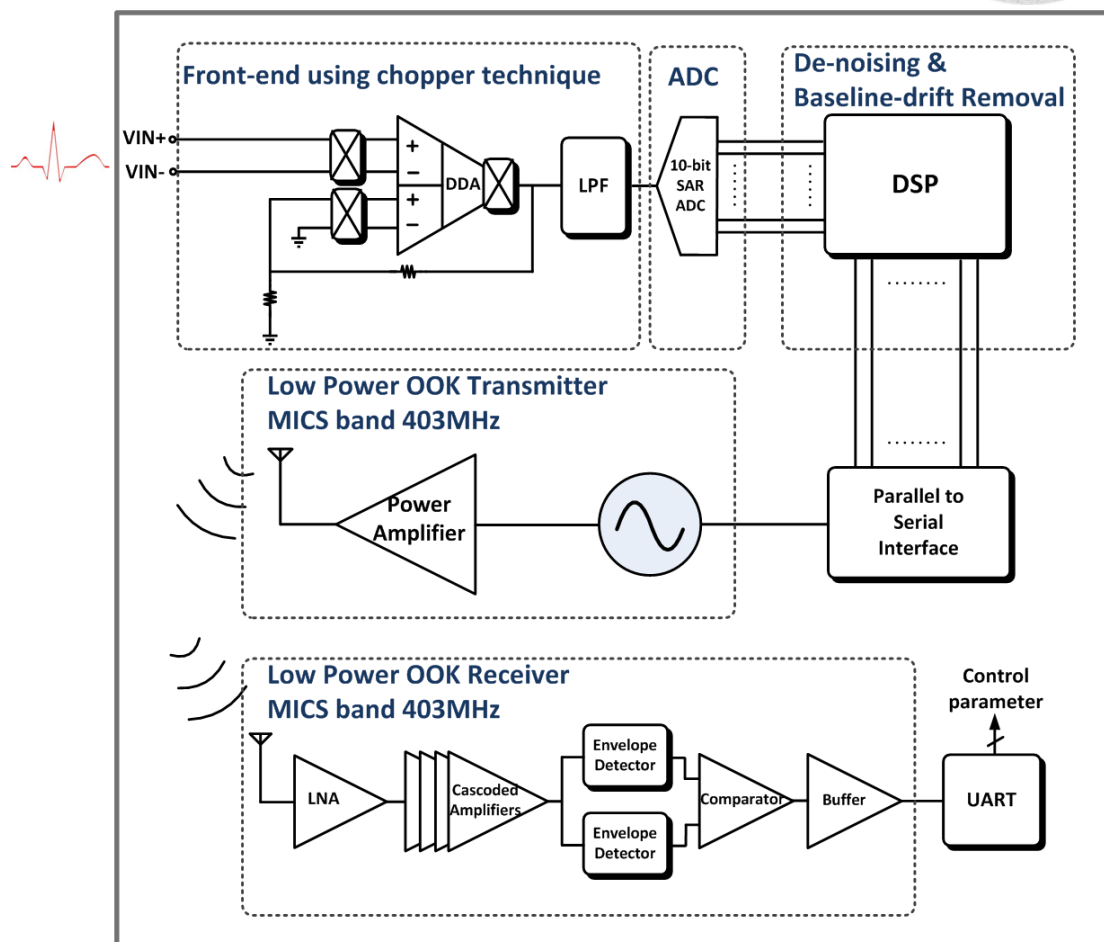 Front-end using chopper technique
VIN+
VIN-
+
−
DDA
+
−
LPF
ADC
10-bit
SAR
ADC
De-noising &
Baseline-drift Removal
DSP
Low Power OOK Transmitter
MICS band 403MHz
Power
Amplifier
Parallel to
Serial
Interface
Low Power OOK Receiver
MICS band 403MHz
LNA
Cascoded
Amplifiers
Envelope
Detector
Envelope
Detector
Comparator
Buffer
UART
Control
parameter